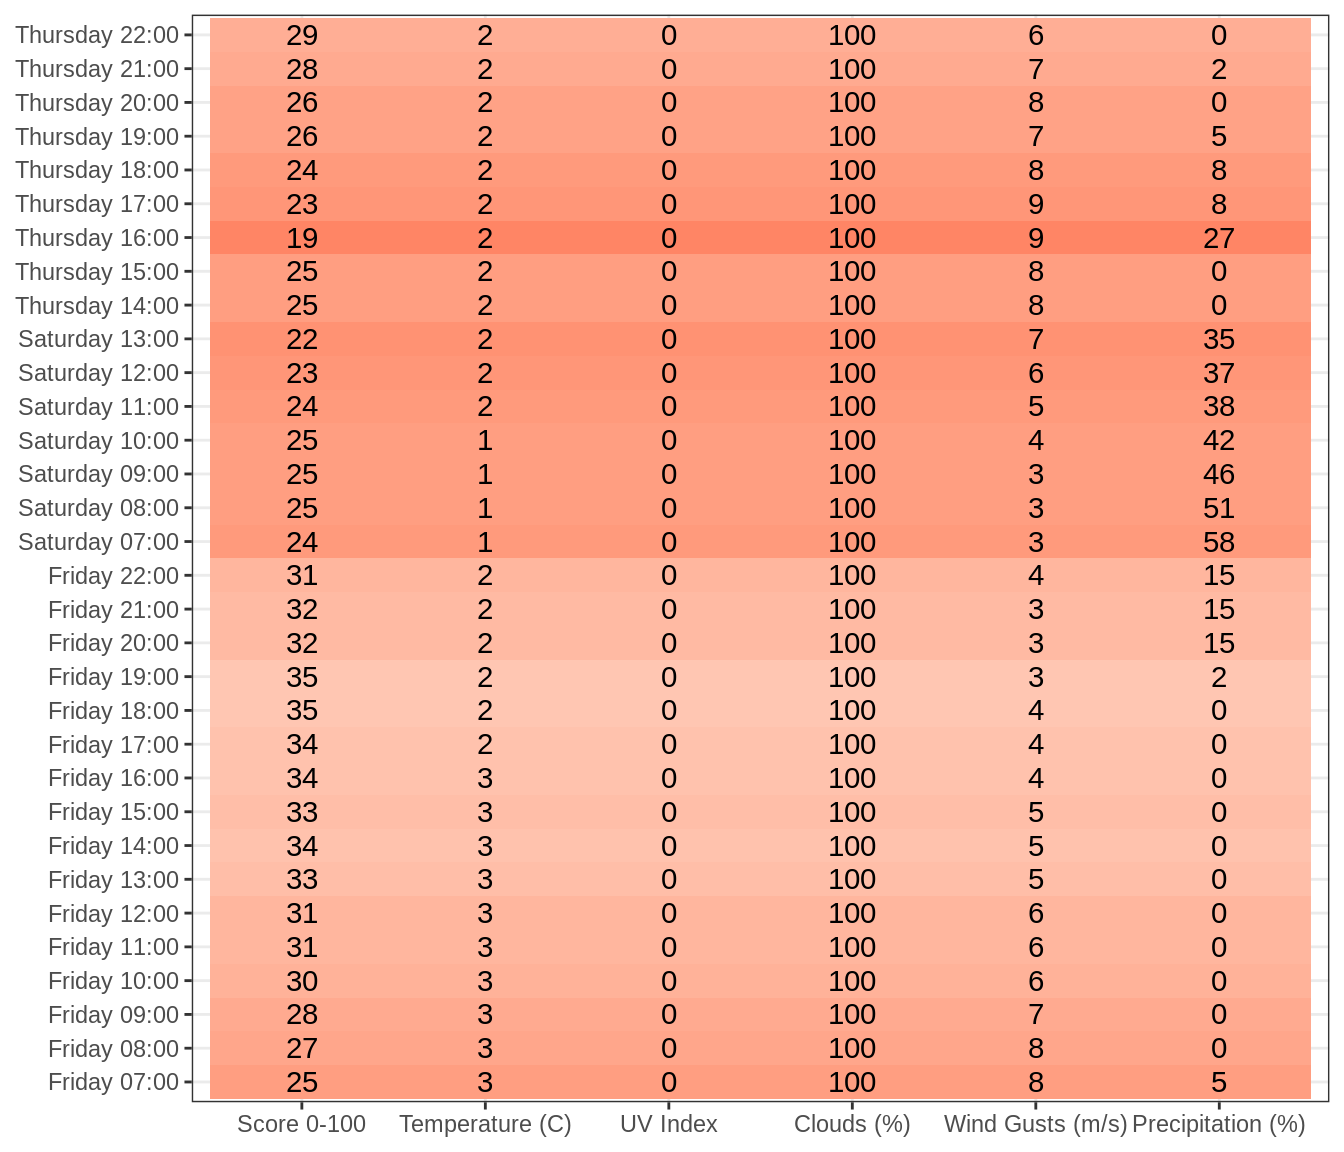 Thursday 22:00 29 2 0 100 6 0
Thursday 21:00 28 2 0 100 7 2
Thursday 20:00 26 2 0 100 8 0
Thursday 19:00 26 2 0 100 7 5
Thursday 18:00 24 2 0 100 8 8
Thursday 17:00 23 2 0 100 9 8
Thursday 16:00 19 2 0 100 9 27
Thursday 15:00 25 2 0 100 8 0
Thursday 14:00 25 2 0 100 8 0
Saturday 13:00 22 2 0 100 7 35
Saturday 12:00 23 2 0 100 6 37
Saturday 11:00 24 2 0 100 5 38
Saturday 10:00 25 1 0 100 4 42
Saturday 09:00 25 1 0 100 3 46
Saturday 08:00 25 1 0 100 3 51
Saturday 07:00 24 1 0 100 3 58
Friday 22:00 31 2 0 100 4 15
Friday 21:00 32 2 0 100 3 15
Friday 20:00 32 2 0 100 3 15
Friday 19:00 35 2 0 100 3 2
Friday 18:00 35 2 0 100 4 0
Friday 17:00 34 2 0 100 4 0
Friday 16:00 34 3 0 100 4 0
Friday 15:00 33 3 0 100 5 0
Friday 14:00 34 3 0 100 5 0
Friday 13:00 33 3 0 100 5 0
Friday 12:00 31 3 0 100 6 0
Friday 11:00 31 3 0 100 6 0
Friday 10:00 30 3 0 100 6 0
Friday 09:00 28 3 0 100 7 0
Friday 08:00 27 3 0 100 8 0
Friday 07:00 25 3 0 100 8 5
Score 0-100 Temperature (C) UV Index Clouds (%) Wind Gusts (m/s) Precipitation (%)